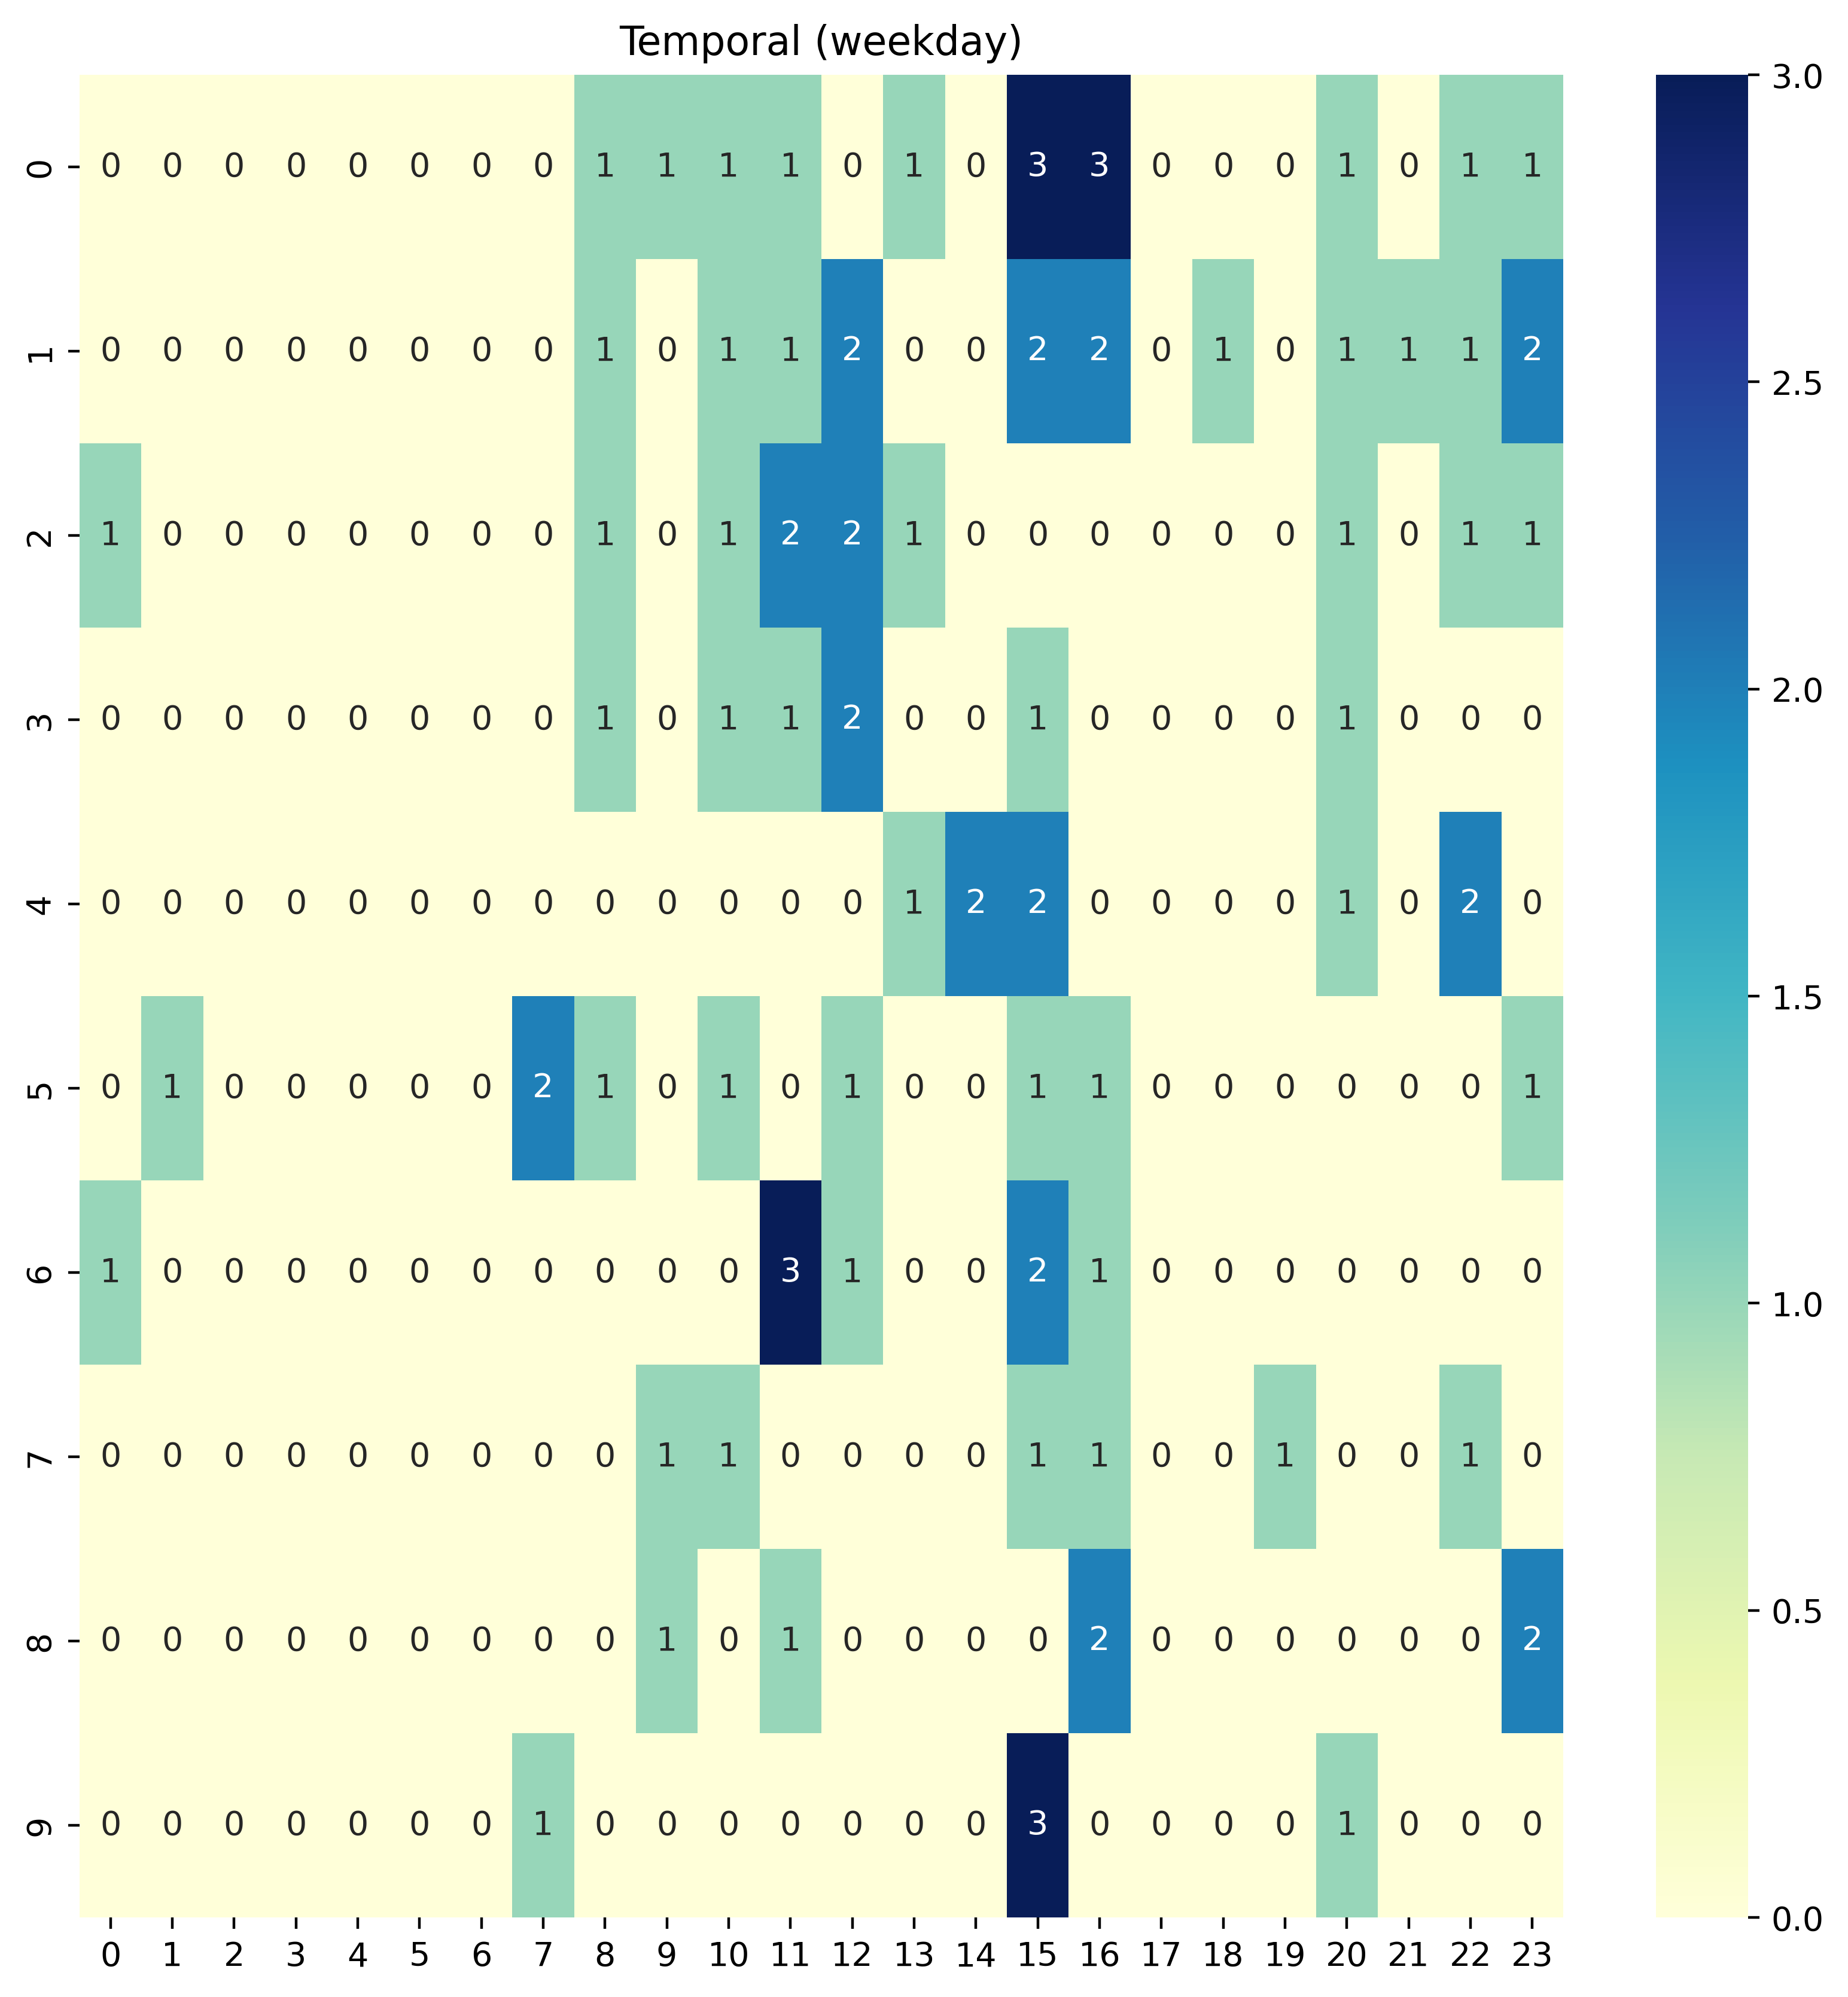 Temporal (weekday)
0 0 0 0 0 0 0 0 0 1 1 1 1 0 1 0 3 3 0 0 0 1 0 1 1
1 0 0 0 0 0 0 0 0 1 0 1 1 2 0 0 2 2 0 1 0 1 1 1 2
2 1 0 0 0 0 0 0 0 1 0 1 2 2 1 0 0 0 0 0 0 1 0 1 1
3 0 0 0 0 0 0 0 0 1 0 1 1 2 0 0 1 0 0 0 0 1 0 0 0
4 0 0 0 0 0 0 0 0 0 0 0 0 0 1 2 2 0 0 0 0 1 0 2 0
5 0 1 0 0 0 0 0 2 1 0 1 0 1 0 0 1 1 0 0 0 0 0 0 1
6 1 0 0 0 0 0 0 0 0 0 0 3 1 0 0 2 1 0 0 0 0 0 0 0
7 0 0 0 0 0 0 0 0 0 1 1 0 0 0 0 1 1 0 0 1 0 0 1 0
8 0 0 0 0 0 0 0 0 0 1 0 1 0 0 0 0 2 0 0 0 0 0 0 2
9 0 0 0 0 0 0 0 1 0 0 0 0 0 0 0 3 0 0 0 0 1 0 0 0
0 1 2 3 4 5 6 7 8 9 10 11 12 13 14 15 16 17 18 19 20 21 22 23
3.0
2.5
2.0
1.5
1.0
0.5
0.0